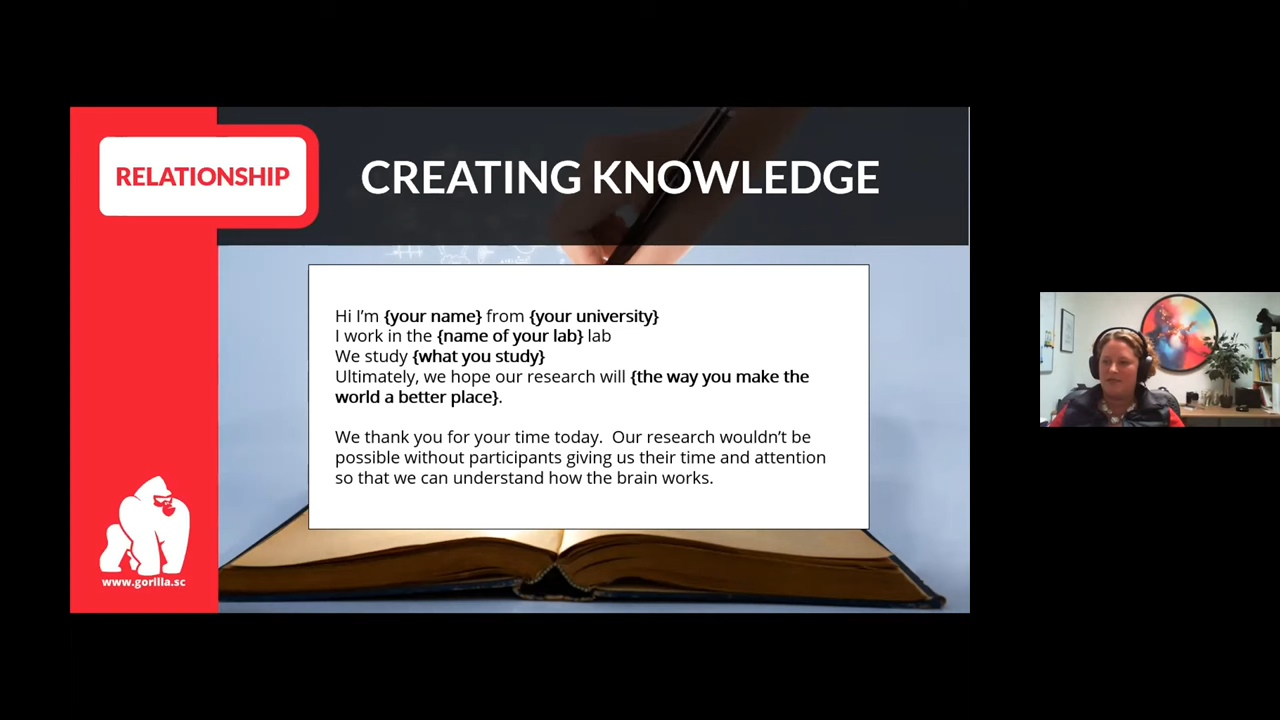 RELATIONSHIP
CREATING KNOWLEDGE
Hi I’m {your name} from {your university}
I work in the {name of your lab} lab
We study {what you study}
Ultimately, we hope our research will {the way you make the
world a better place}.
We thank you for your time today.  Our research wouldn’t be
possible without participants giving us their time and attention
so that we can understand how the brain works.
www.gorilla.sc